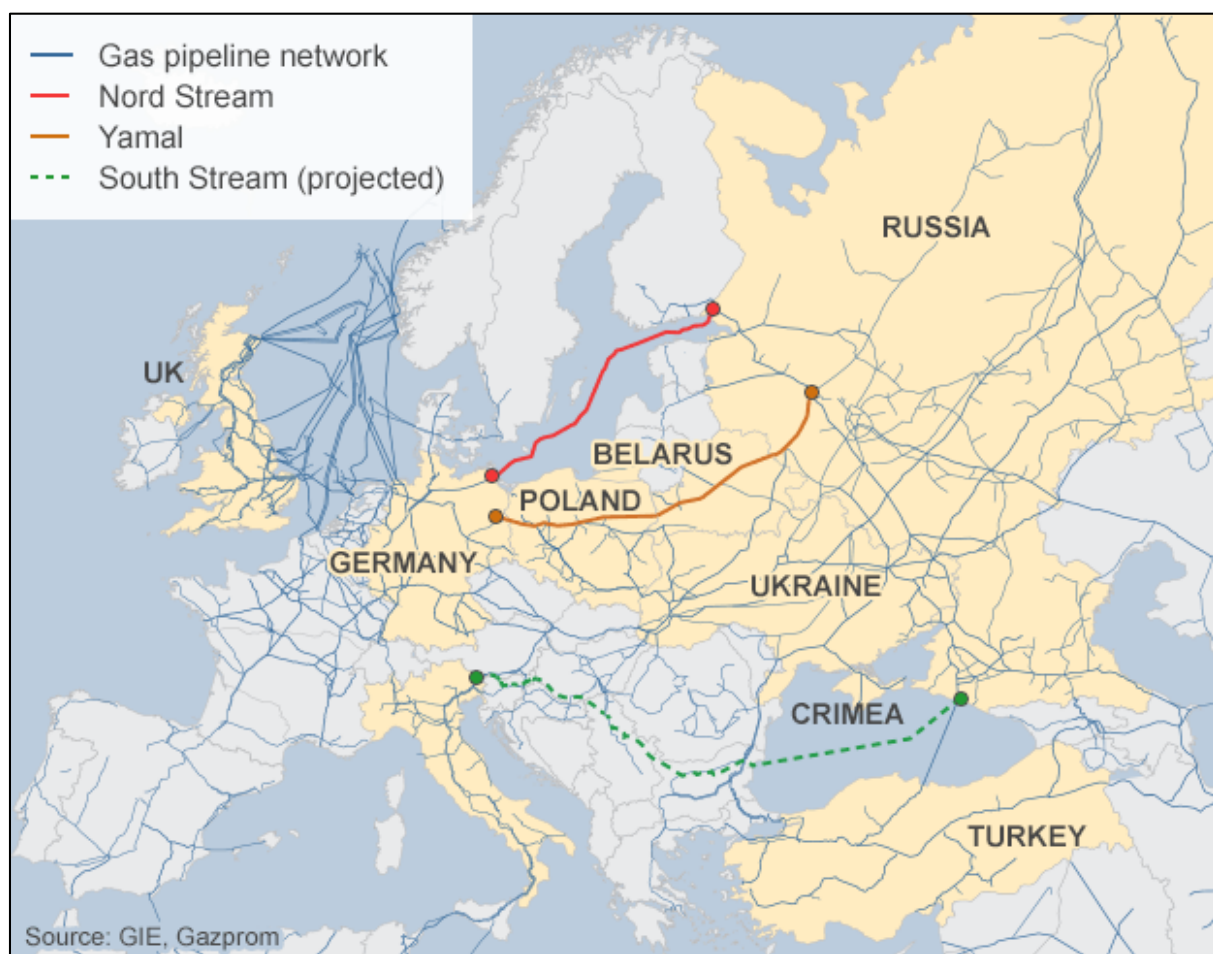 Gas pipeline network
Nord Stream
Yamal
South Stream (projected)
RUSSIA
UK
BELARUS
POLAND
GERMANY
UKRAINE
CRIMEA
TURKEY
Source: GIE, Gazprom